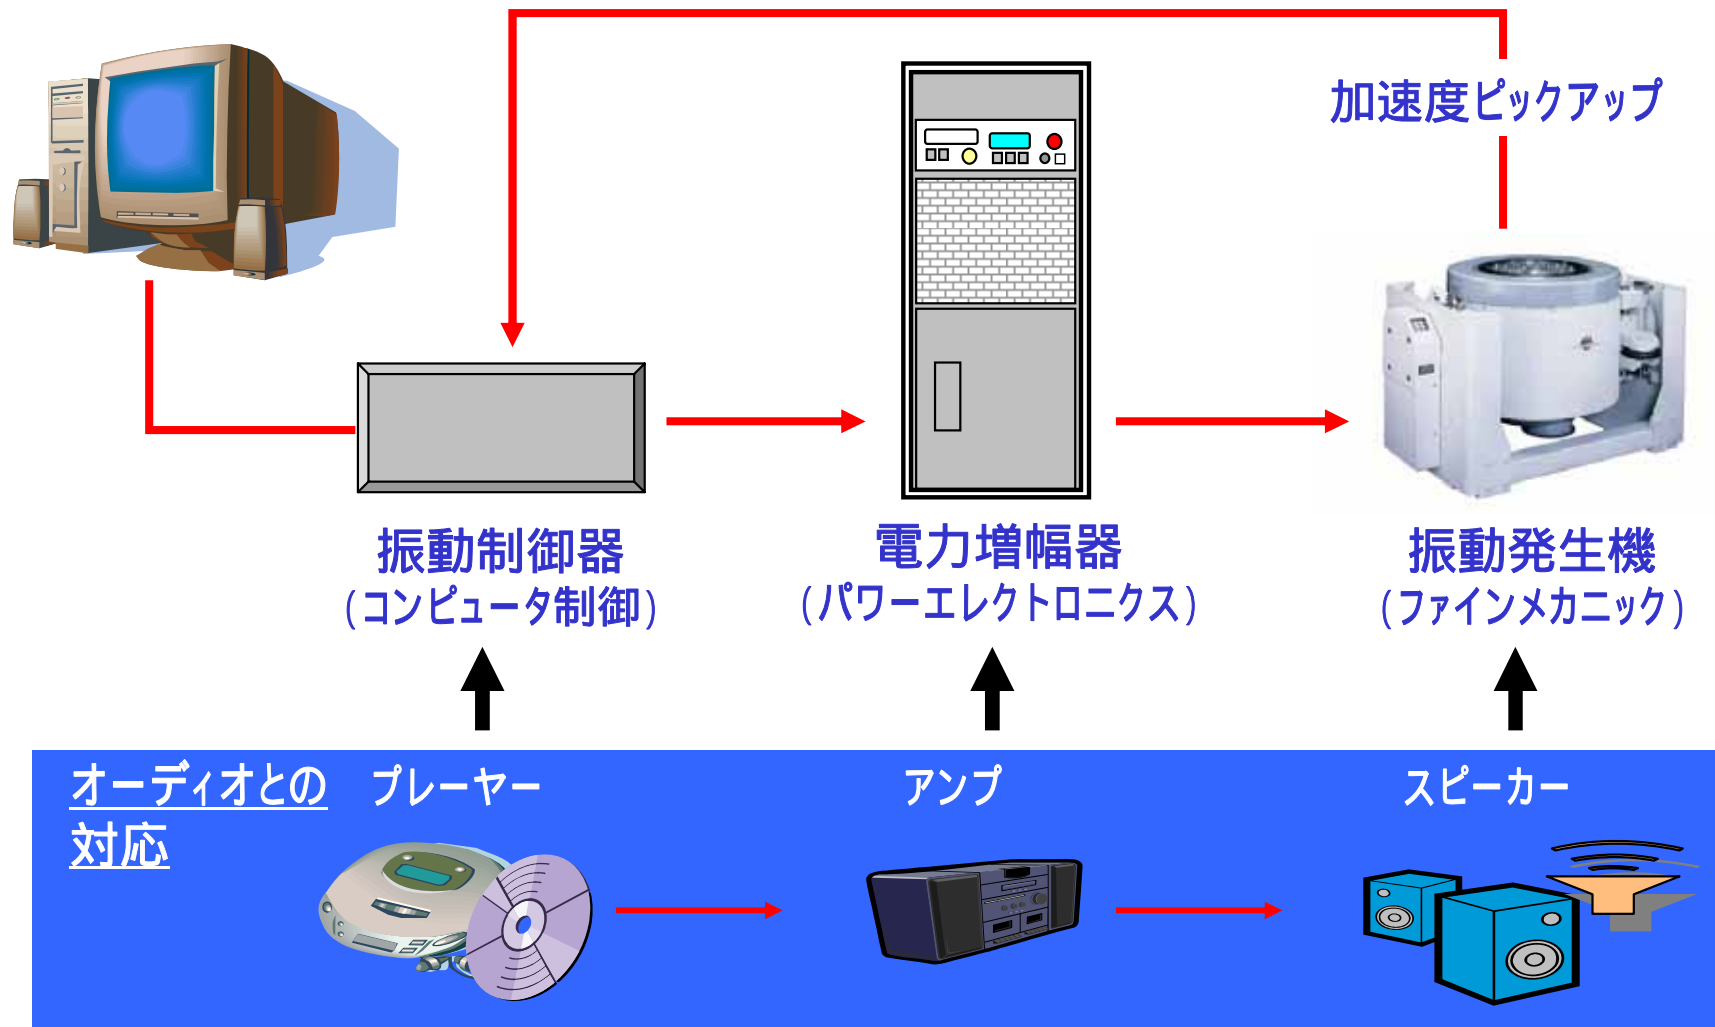 加速度ピックアップ
振動制御器
(コンピュータ制御)
電力増幅器
(パワーエレクトロニクス)
振動発生機
(ファインメカニック)
オーディオとの
対応
プレーヤー
アンプ
スピーカー